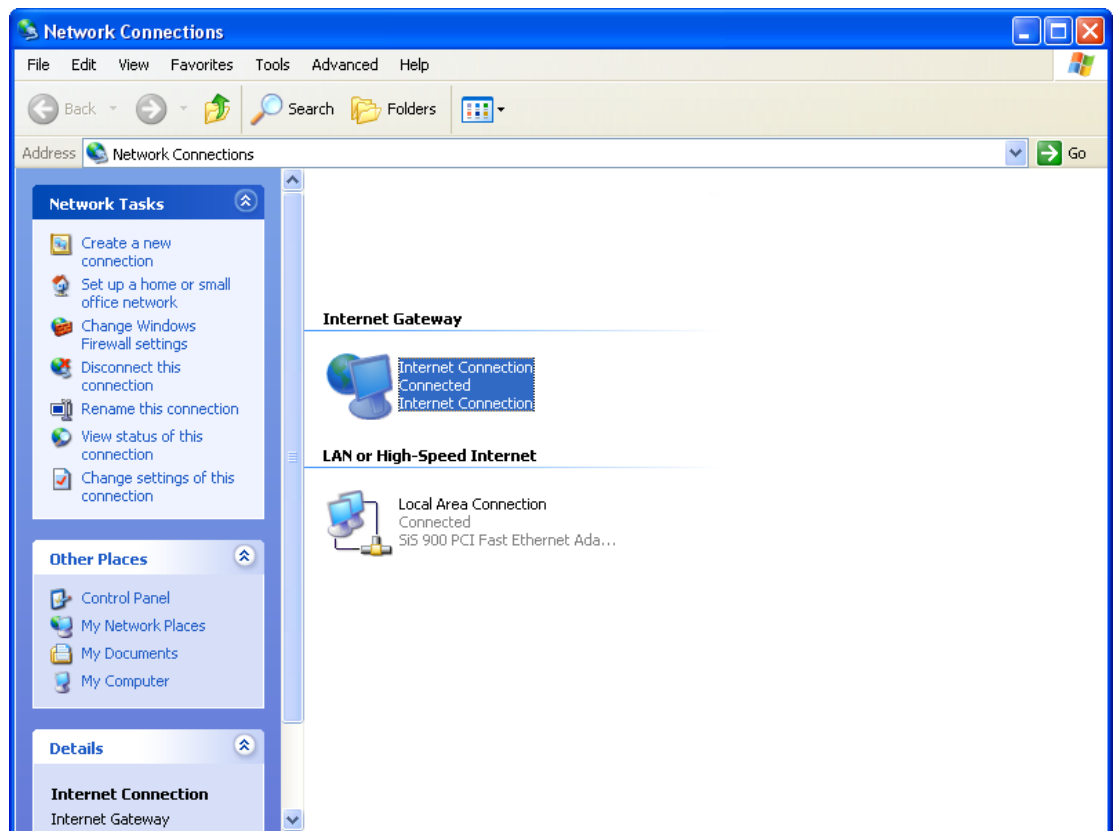 Network Connections
File Edit View Favorites Tools Advanced Help
Back Search Folders
Address Network Connections Go
Network Tasks
Create a new
connection
Set up a home or small
office network
Change Windows
Firewall settings
Disconnect this
connection
Rename this connection
View status of this
connection
Change settings of this
connection
Other Places
Control Panel
My Network Places
My Documents
My Computer
Details
Internet Connection
Internet Gateway
Internet Gateway
Internet Connection
Connected
Internet Connection
LAN or High-Speed Internet
Local Area Connection
Connected
SiS 900 PCI Fast Ethernet Ada...